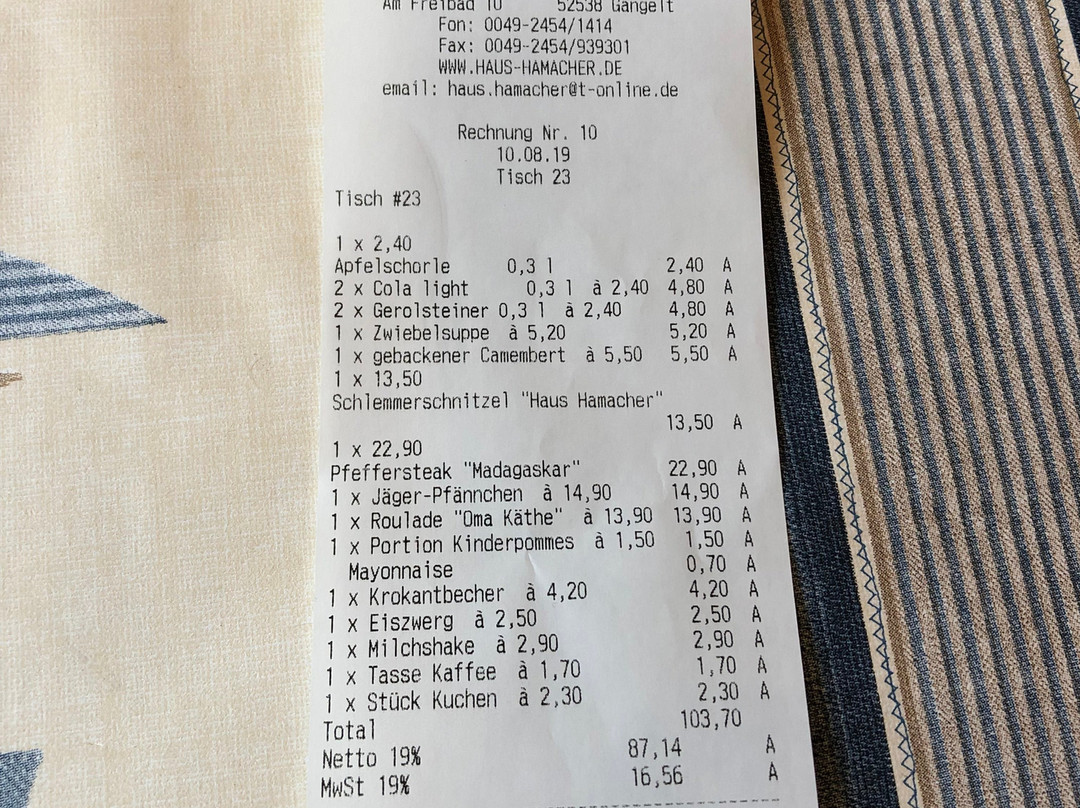 Am Freibad 10 52538 Gangelt
Fon: 0049-2454/1414
Fax: 0049-2454/939301
WWW.HAUS-HAMACHER.DE
email: haus.hamacher@t-online.de
Rechnung Nr. 10
10.08.19
Tisch 23
Tisch #23
1 x 2,40
Apfelschorle 0,3 l 2,40 A
2 x Cola light 0,3 l à 2,40 4,80 A
2 x Gerolsteiner 0,3 l à 2,40 4,80 A
1 x Zwiebelsuppe à 5,20 5,20 A
1 x gebackener Camembert à 5,50 5,50 A
1 x 13,50
Schlemmerschnitzel "Haus Hamacher"
13,50 A
1 x 22,90
Pfeffersteak "Madagaskar" 22,90 A
1 x Jäger-Pfännchen à 14,90 14,90 A
1 x Roulade "Oma Käthe" à 13,90 13,90 A
1 x Portion Kinderpommes à 1,50 1,50 A
Mayonnaise 0,70 A
1 x Krokantbecher à 4,20 4,20 A
1 x Eiszwerg à 2,50 2,50 A
1 x Milchshake à 2,90 2,90 A
1 x Tasse Kaffee à 1,70 1,70 A
1 x Stück Kuchen à 2,30 2,30 A
Total 103,70
Netto 19% 87,14 A
MwSt 19% 16,56 A